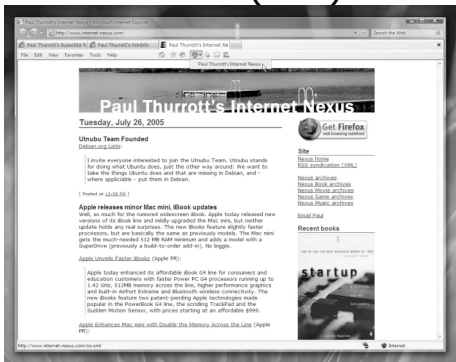 Paul Thurrott's Internet Nexus - Microsoft Internet Explorer
http://www.internet-nexus.com/
Search the Web
Paul Thurrott's SuperSite f
Paul Thurrott's WinInfo
Paul Thurrott's Internet Ne
File Edit View Favorites Tools Help
Paul Thurrott's Internet Nexus
Paul Thurrott's Internet Nexus
Tuesday, July 26, 2005
Utnubu Team Founded
Debian.org Lists:
I invite everyone interested to join the Utnubu. Utnubu stands
for doing what Ubuntu does, just the other way around: We want to
take the things Ubuntu does and that are missing in Debian, and -
where appliciable - put them in Debian.
[ Posted at 12:08 PM ]
Apple releases minor Mac mini, iBook updates
Well, so much for the rumored widescreen iBook. Apple today released new
versions of its iBook line and mildly upgraded the Mac mini, but neither
update holds any real surprises. The new iBooks feature slightly faster
processors, but are basically the same as previously models. The Mac mini
gets the much-needed 512 MB RAM minimum and adds a model with a
SuperDrive (previously a build-to-order add-in). No biggie.
Apple Unveils Faster iBooks (Apple PR):
Apple today enhanced its affordable iBook G4 line for consumers and
education customers with faster Power PC G4 processors running up to
1.42 GHz, 512MB memory across the line, higher performance graphics
and built-in AirPort Extreme and Bluetooth wireless connectivity. The
new iBooks feature two patent-pending Apple technologies made
popular in the PowerBook G4 line, the scrolling TrackPad and the
Sudden Motion Sensor, with prices starting at an affordable $999.
Apple Enhances Mac mini with Double the Memory Across the Line (Apple
PR):
Get Firefox
web browsing redefined
Site
Nexus home
RSS syndication (XML)
Nexus archives
Nexus Book archives
Nexus Movie archives
Nexus Game archives
Nexus Music archives
Email Paul
Recent books
startup
http://www.internet-nexus.com/rss.xml
Internet